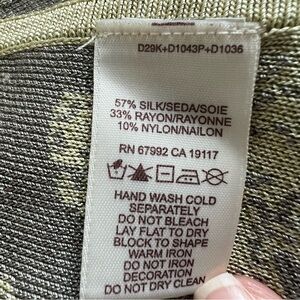 D29K+D1043P+D1036
57% SILK/SEDA/SOIE
33% RAYON/RAYONNE
10% NYLON/NAILON
RN 67992 CA 19117
HAND WASH COLD
SEPARATELY
DO NOT BLEACH
LAY FLAT TO DRY
BLOCK TO SHAPE
WARM IRON
DO NOT IRON
DECORATION
DO NOT DRY CLEAN